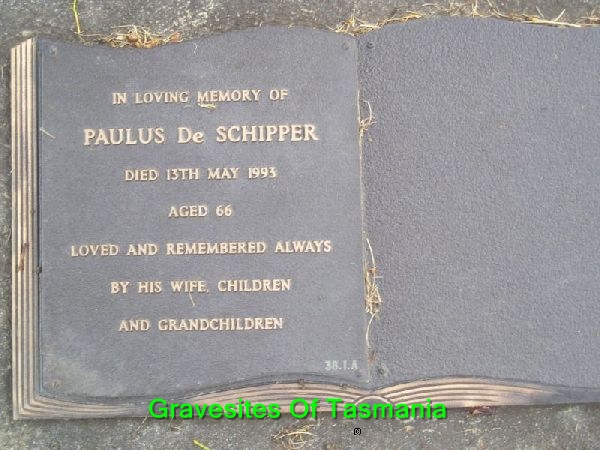 IN LOVING MEMORY OF
PAULUS De SCHIPPER
DIED 13TH MAY 1993
AGED 66
LOVED AND REMEMBERED ALWAYS
BY HIS WIFE, CHILDREN
AND GRANDCHILDREN
38.1.A
Gravesites Of Tasmania
©